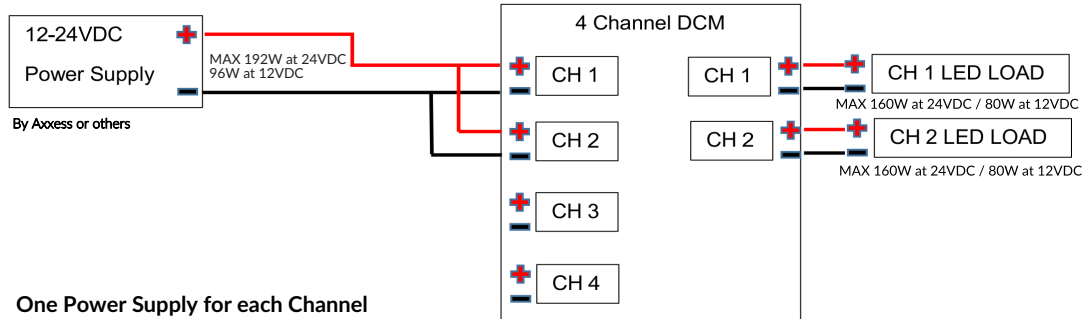 4 Channel DCM
12-24VDC
Power Supply
MAX 192W at 24VDC
96W at 12VDC
By Axxess or others
CH 1
CH 2
CH 3
CH 4
CH 1
CH 2
CH 1 LED LOAD
MAX 160W at 24VDC / 80W at 12VDC
CH 2 LED LOAD
MAX 160W at 24VDC / 80W at 12VDC
One Power Supply for each Channel